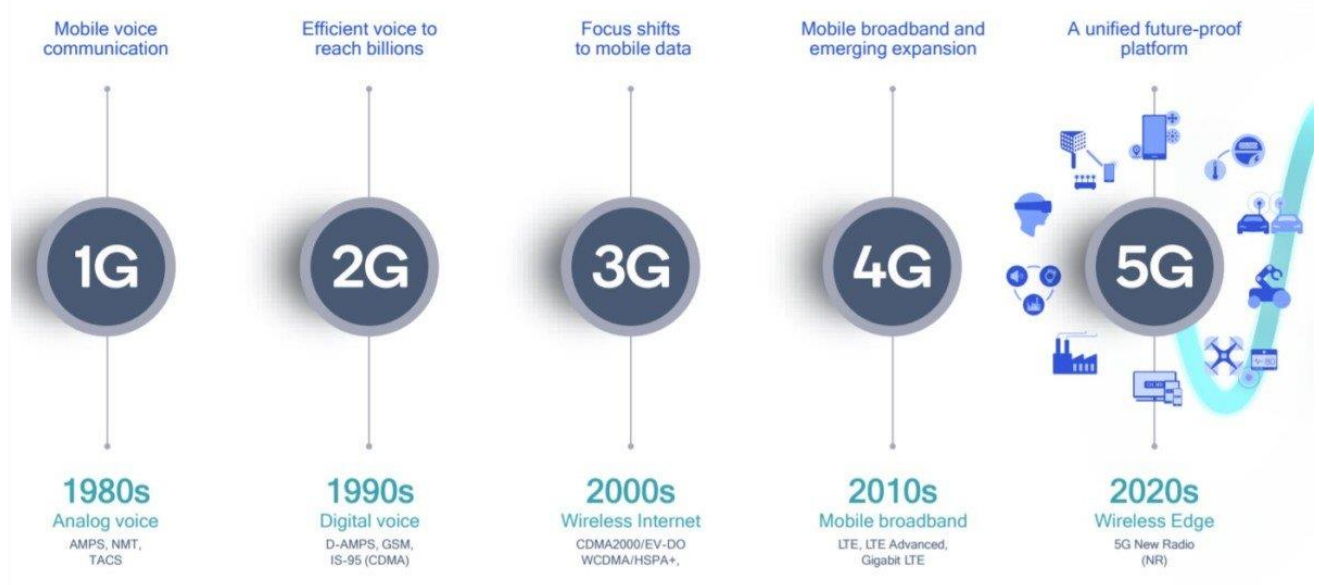 Mobile voice
communication
Efficient voice to
reach billions
Focus shifts
to mobile data
Mobile broadband and
emerging expansion
A unified future-proof
platform
1G
2G
3G
4G
5G
1980s
Analog voice
AMPS, NMT,
TACS
1990s
Digital voice
D-AMPS, GSM,
IS-95 (CDMA)
2000s
Wireless Internet
CDMA2000/EV-DO
WCDMA/HSPA+,
2010s
Mobile broadband
LTE, LTE Advanced,
Gigabit LTE
2020s
Wireless Edge
5G New Radio
(NR)